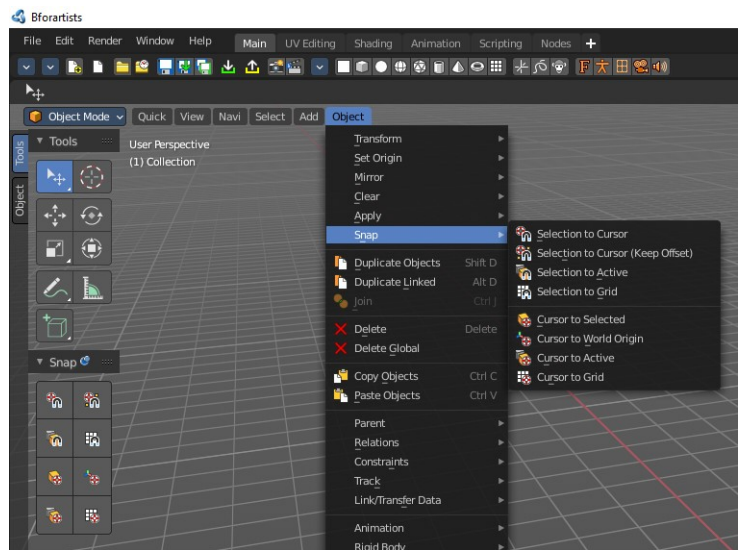 Bforartists
File Edit Render Window Help Main UV Editing Shading Animation Scripting Nodes +
Object Mode Quick View Navi Select Add Object
Tools
Object
Tools
User Perspective
(1) Collection
Snap
Transform
Set Origin
Mirror
Clear
Apply
Snap
Duplicate Objects Shift D
Duplicate Linked Alt D
Join Ctrl J
Delete Delete
Delete Global
Copy Objects Ctrl C
Paste Objects Ctrl V
Parent
Relations
Constraints
Track
Link/Transfer Data
Animation
Rigid Body
Selection to Cursor
Selection to Cursor (Keep Offset)
Selection to Active
Selection to Grid
Cursor to Selected
Cursor to World Origin
Cursor to Active
Cursor to Grid